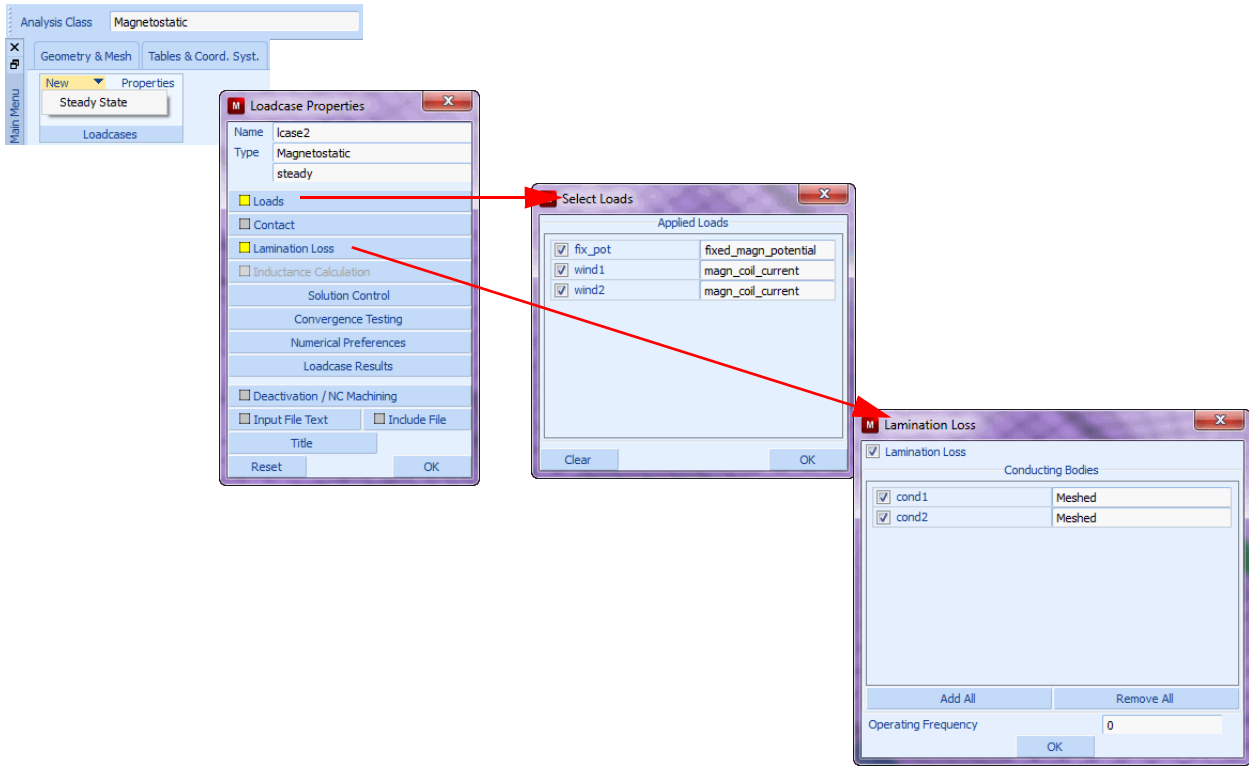 Analysis Class Magnetostatic
Geometry & Mesh Tables & Coord. Syst.
New Properties
Steady State
Loadcases
Main Menu
M Loadcase Properties
Name lcase2
Type Magnetostatic
steady
Loads
Contact
Lamination Loss
Inductance Calculation
Solution Control
Convergence Testing
Numerical Preferences
Loadcase Results
Deactivation / NC Machining
Input File Text Include File
Title
Reset OK
Select Loads
Applied Loads
fix_pot fixed_magn_potential
wind1 magn_coil_current
wind2 magn_coil_current
Clear OK
M Lamination Loss
Lamination Loss
Conducting Bodies
cond1 Meshed
cond2 Meshed
Add All Remove All
Operating Frequency 0
OK